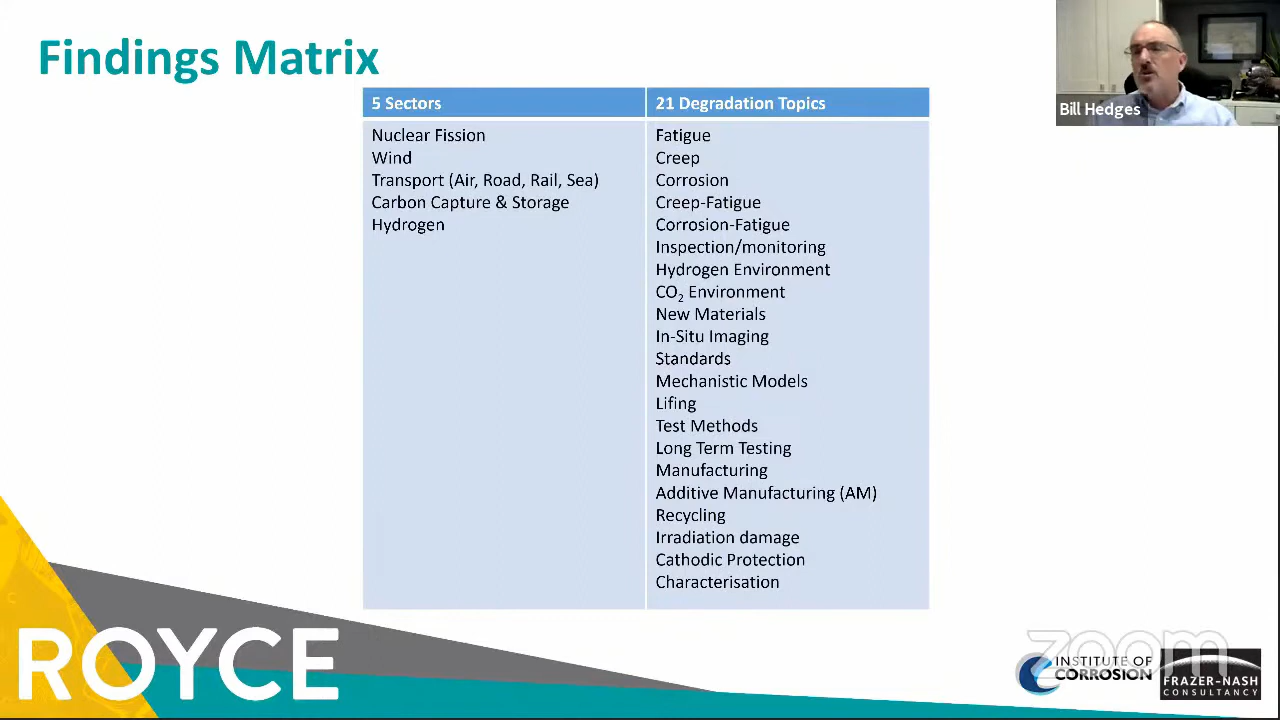 Findings Matrix
Bill Hedges
5 Sectors
21 Degradation Topics
Nuclear Fission
Wind
Transport (Air, Road, Rail, Sea)
Carbon Capture & Storage
Hydrogen
Fatigue
Creep
Corrosion
Creep-Fatigue
Corrosion-Fatigue
Inspection/monitoring
Hydrogen Environment
CO₂ Environment
New Materials
In-Situ Imaging
Standards
Mechanistic Models
Lifing
Test Methods
Long Term Testing
Manufacturing
Additive Manufacturing (AM)
Recycling
Irradiation damage
Cathodic Protection
Characterisation
ROYCE
zoom
INSTITUTE OF
CORROSION
FRAZER-NASH
CONSULTANCY